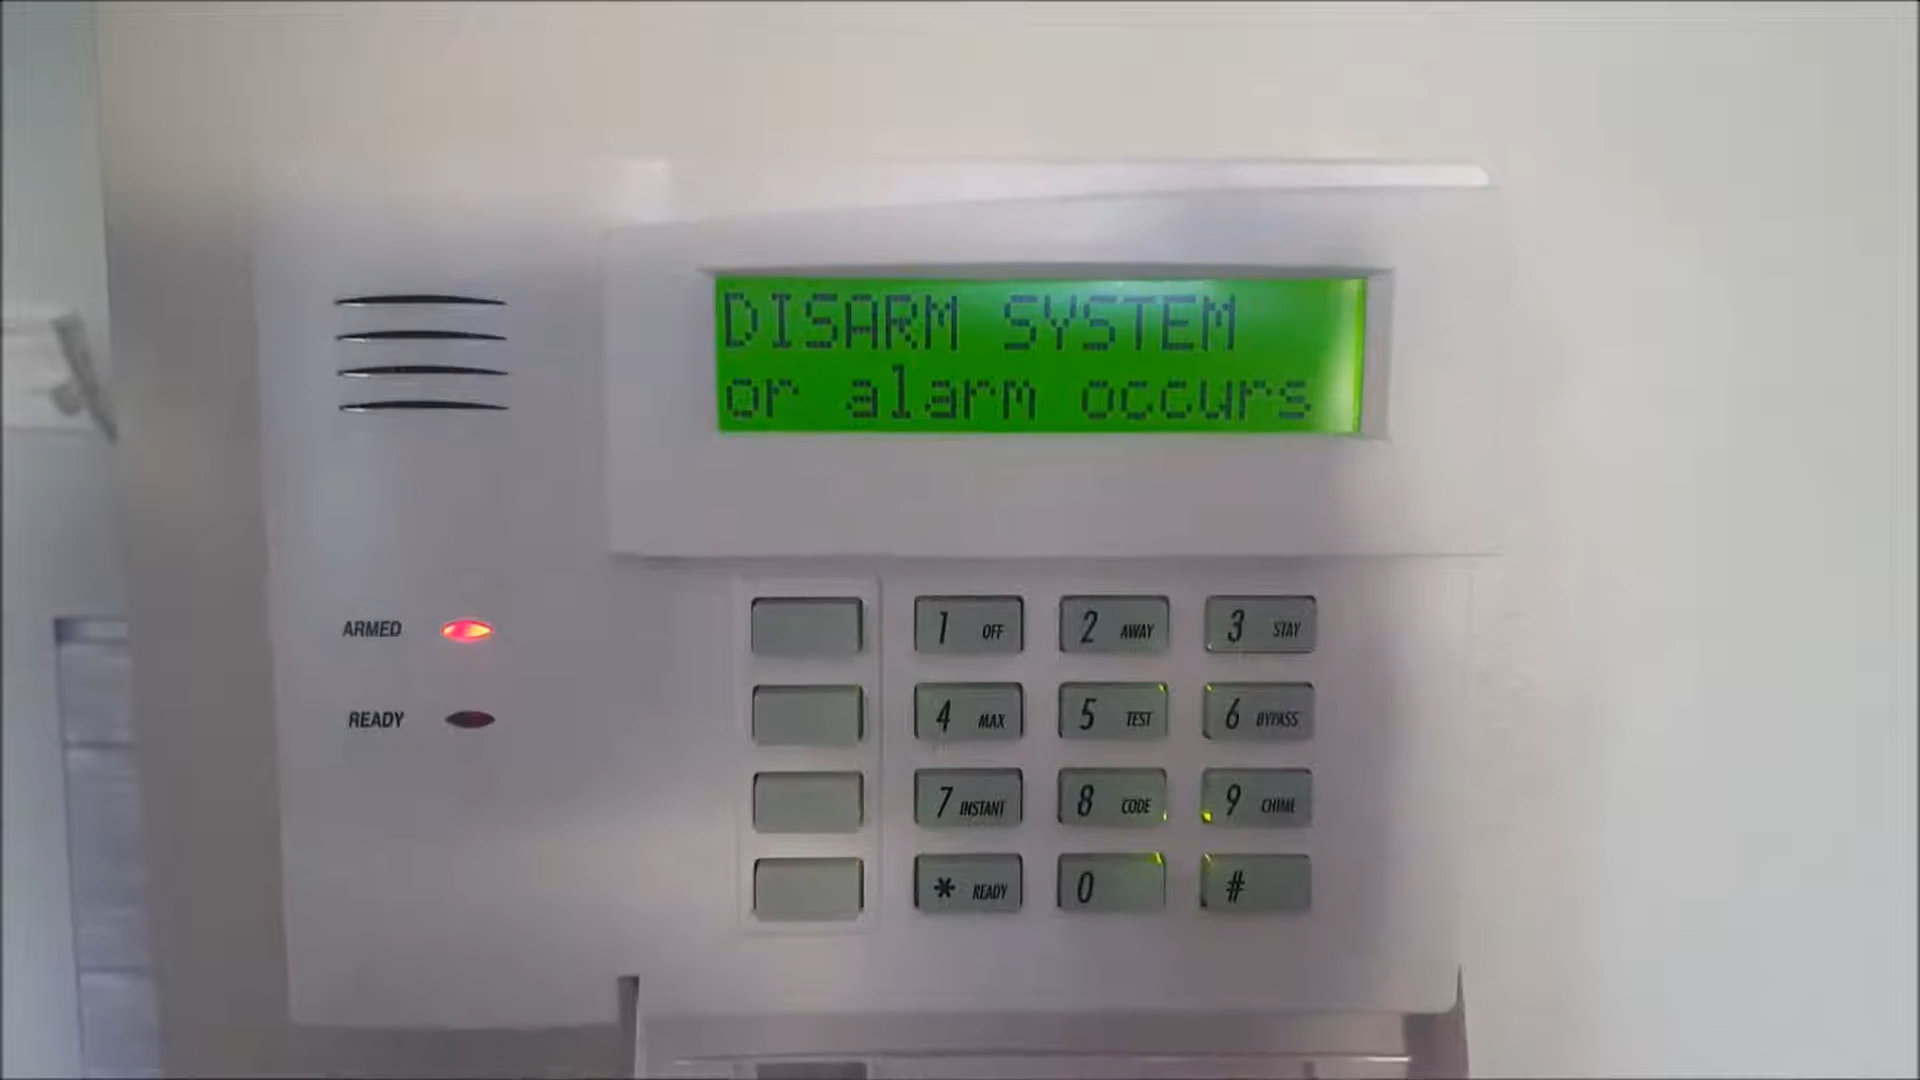 DISARM SYSTEM
or alarm occurs
ARMED
READY
1 OFF
2 AWAY
3 STAY
4 MAX
5 TEST
6 BYPASS
7 INSTANT
8 CODE
9 CHIME
* READY
0
#